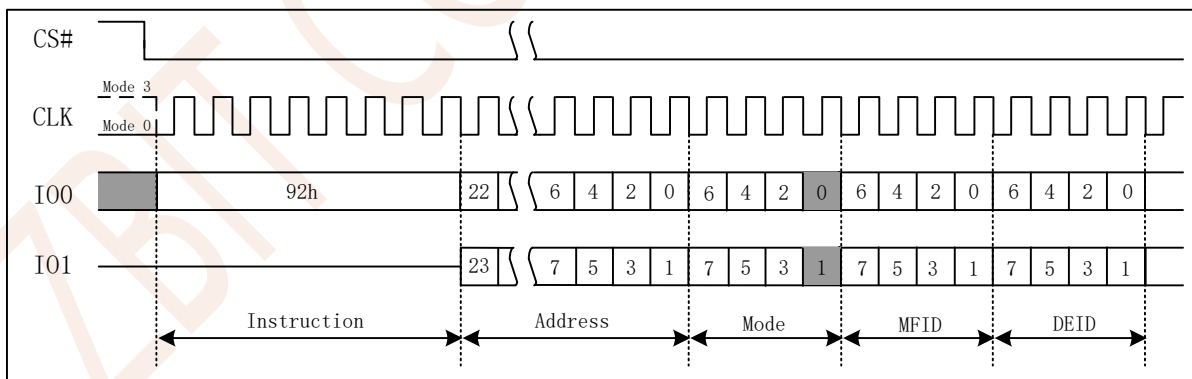 CS#
Mode 3
CLK
Mode 0
IO0 92h 22 6 4 2 0 6 4 2 0 6 4 2 0 6 4 2 0
IO1 23 7 5 3 1 7 5 3 1 7 5 3 1 7 5 3 1
Instruction Address Mode MFID DEID
ZBIT CO